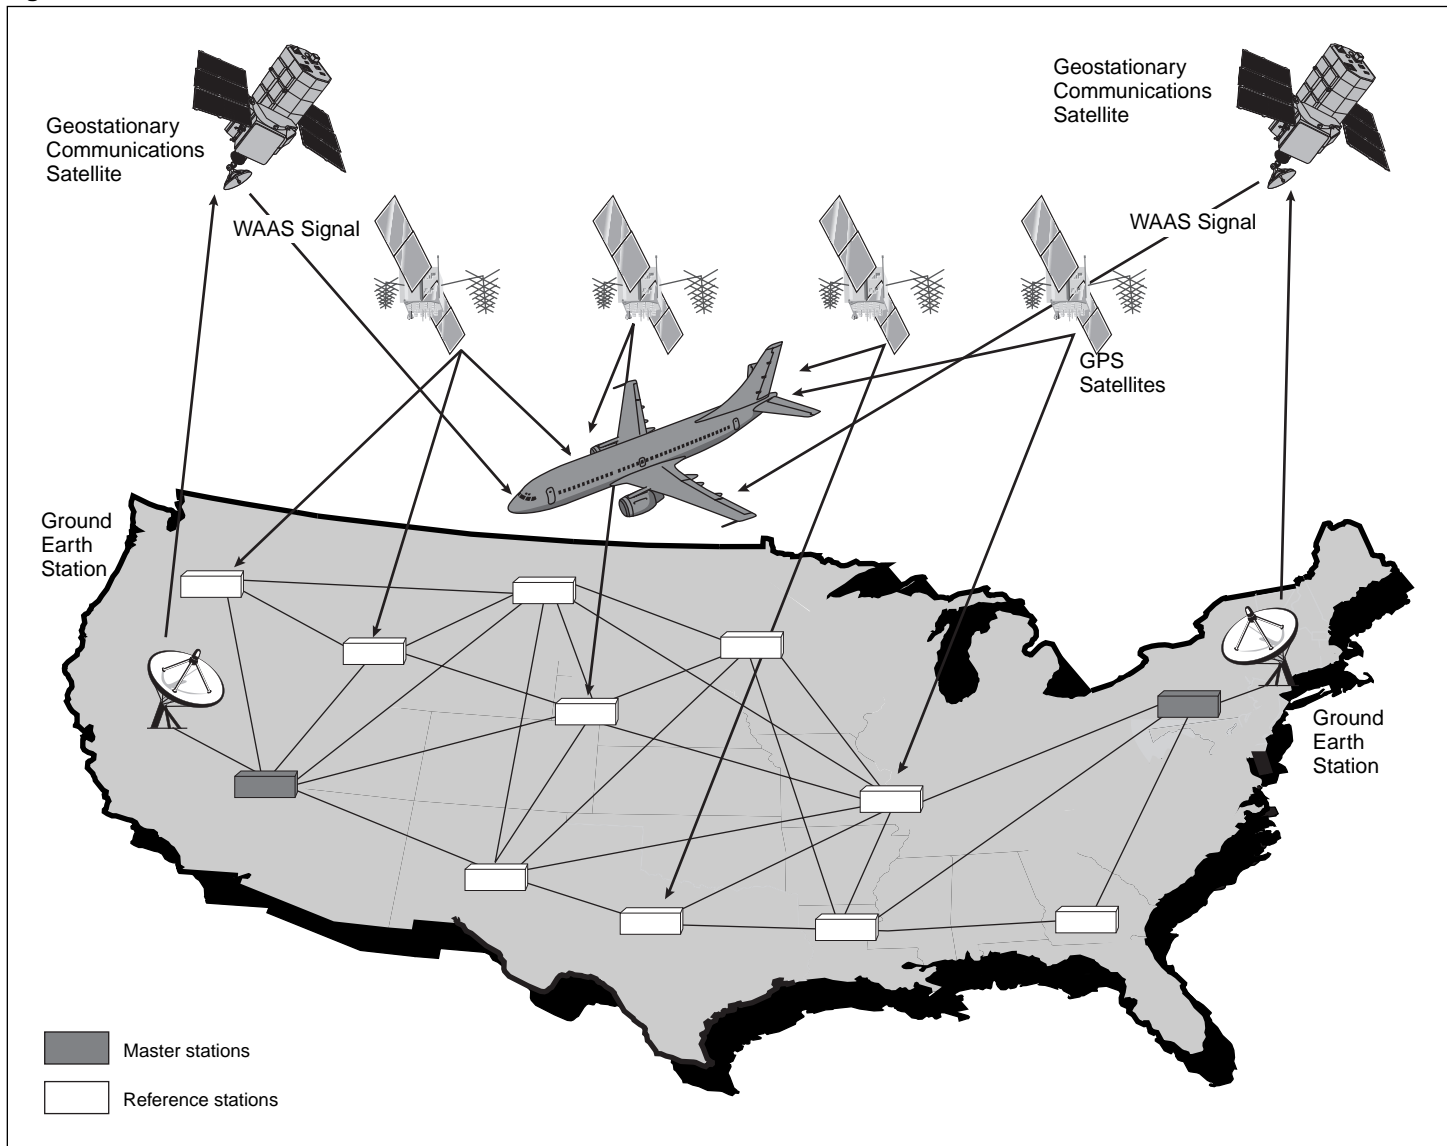 Geostationary
Communications
Satellite
Geostationary
Communications
Satellite
WAAS Signal
WAAS Signal
GPS
Satellites
Ground
Earth
Station
Ground
Earth
Station
Master stations
Reference stations